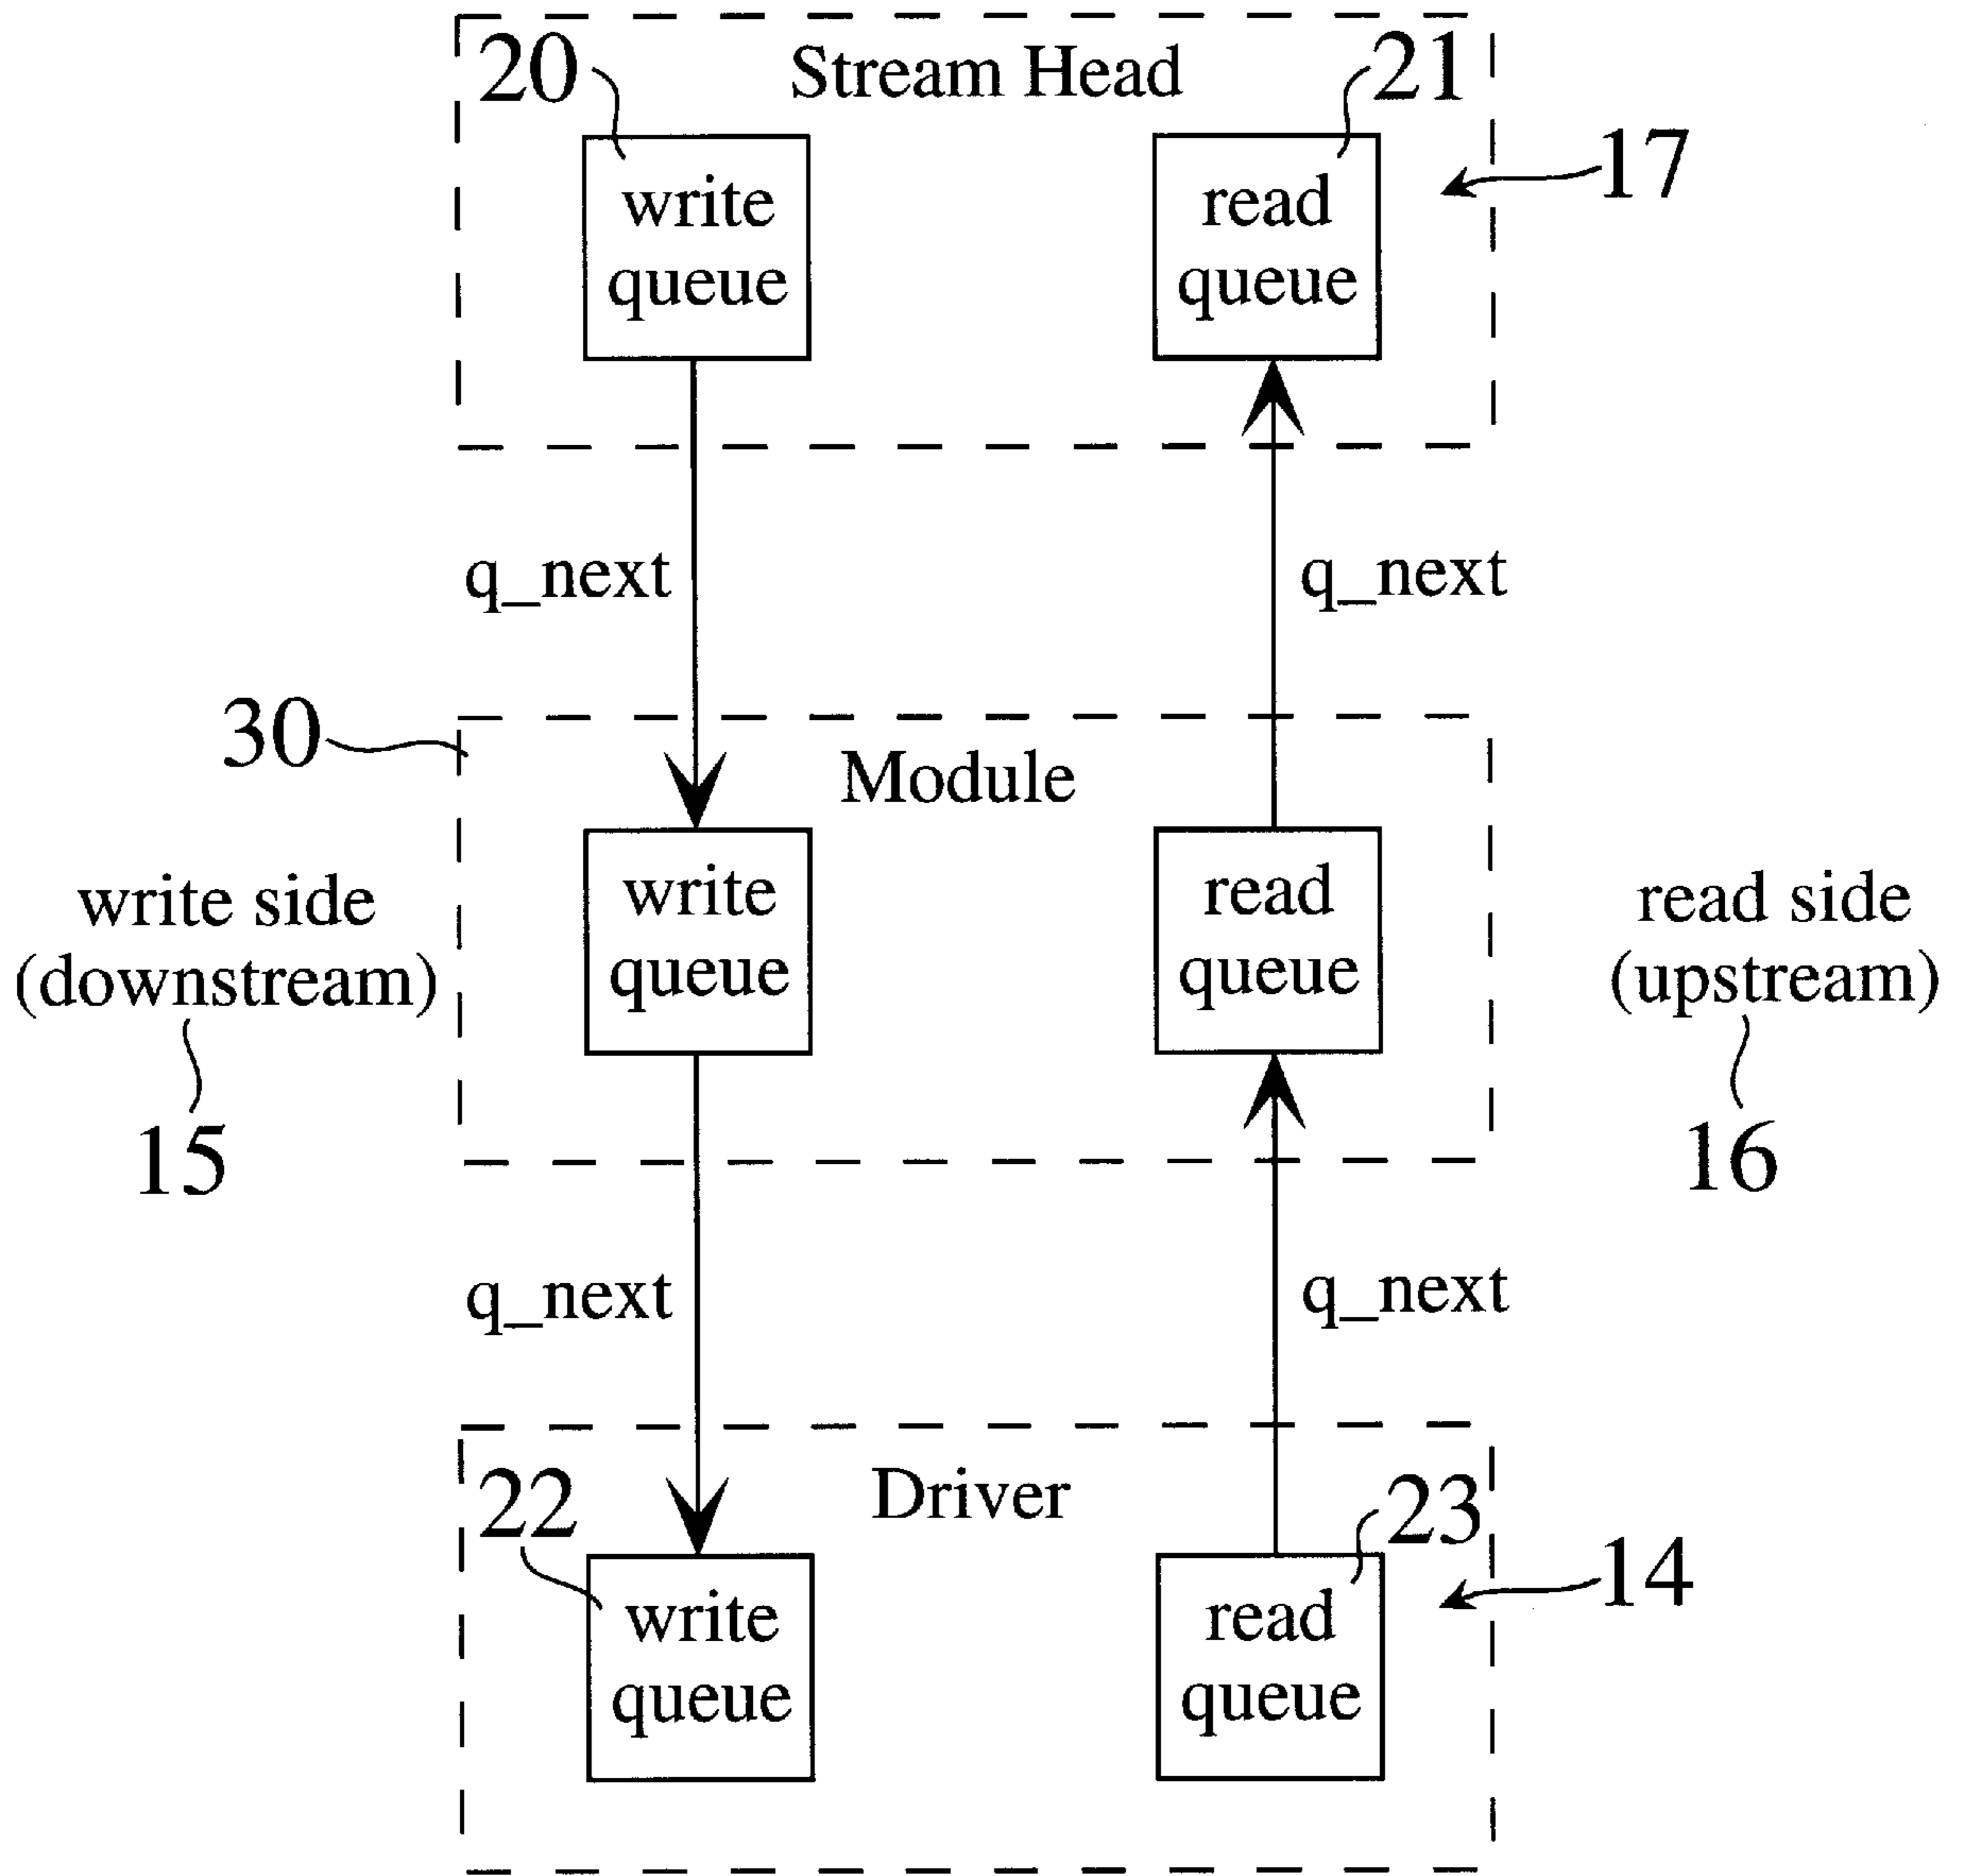 20
Stream Head
21
17
write
queue
read
queue
q_next
q_next
30
Module
write
queue
read
queue
write side
(downstream)
read side
(upstream)
15
16
q_next
q_next
22
Driver
23
14
write
queue
read
queue